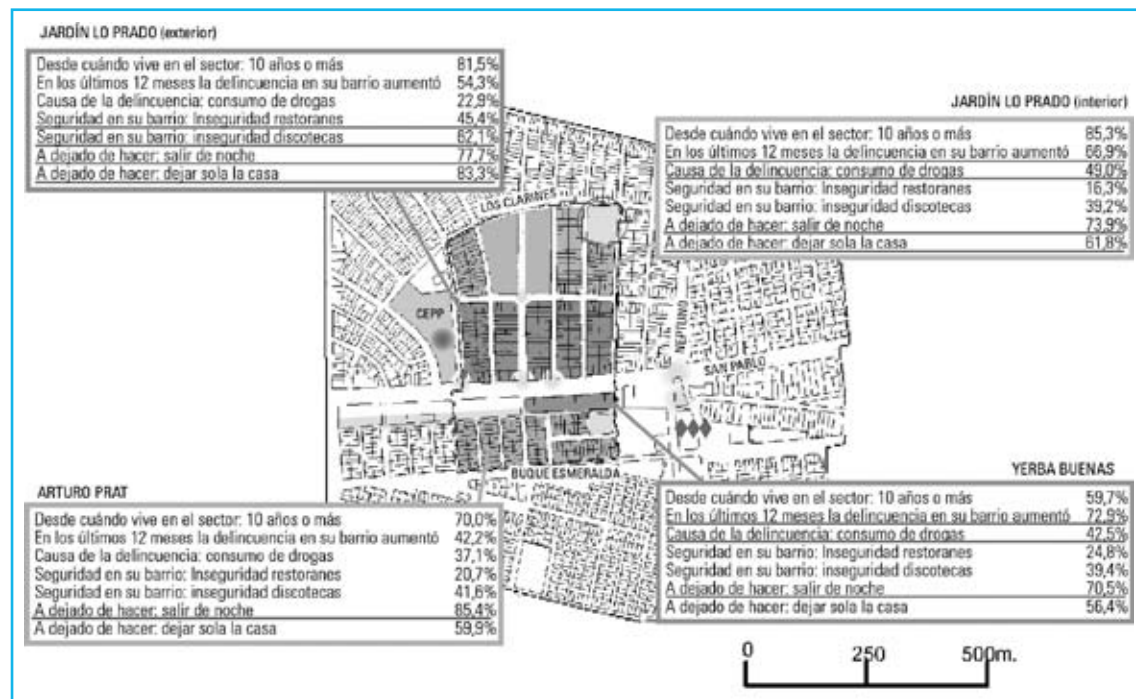 JARDÍN LO PRADO (exterior)
Desde cuándo vive en el sector: 10 años o más 81,5%
En los últimos 12 meses la delincuencia en su barrio aumentó 54,3%
Causa de la delincuencia: consumo de drogas 22,9%
Seguridad en su barrio: Inseguridad restoranes 45,4%
Seguridad en su barrio: inseguridad discotecas 62,1%
A dejado de hacer: salir de noche 77,7%
A dejado de hacer: dejar sola la casa 83,3%
JARDÍN LO PRADO (interior)
Desde cuándo vive en el sector: 10 años o más 85,3%
En los últimos 12 meses la delincuencia en su barrio aumentó 66,9%
Causa de la delincuencia: consumo de drogas 49,0%
Seguridad en su barrio: Inseguridad restoranes 16,3%
Seguridad en su barrio: inseguridad discotecas 39,2%
A dejado de hacer: salir de noche 73,9%
A dejado de hacer: dejar sola la casa 61,8%
LOS CLARINES
CEPP
NEPTUNO
SAN PABLO
BUQUE ESMERALDA
ARTURO PRAT
Desde cuándo vive en el sector: 10 años o más 70,0%
En los últimos 12 meses la delincuencia en su barrio aumentó 42,2%
Causa de la delincuencia: consumo de drogas 37,1%
Seguridad en su barrio: Inseguridad restoranes 20,7%
Seguridad en su barrio: inseguridad discotecas 41,6%
A dejado de hacer: salir de noche 85,4%
A dejado de hacer: dejar sola la casa 59,9%
YERBA BUENAS
Desde cuándo vive en el sector: 10 años o más 59,7%
En los últimos 12 meses la delincuencia en su barrio aumentó 72,9%
Causa de la delincuencia: consumo de drogas 42,5%
Seguridad en su barrio: Inseguridad restoranes 24,8%
Seguridad en su barrio: inseguridad discotecas 39,4%
A dejado de hacer: salir de noche 70,5%
A dejado de hacer: dejar sola la casa 56,4%
0 250 500m.